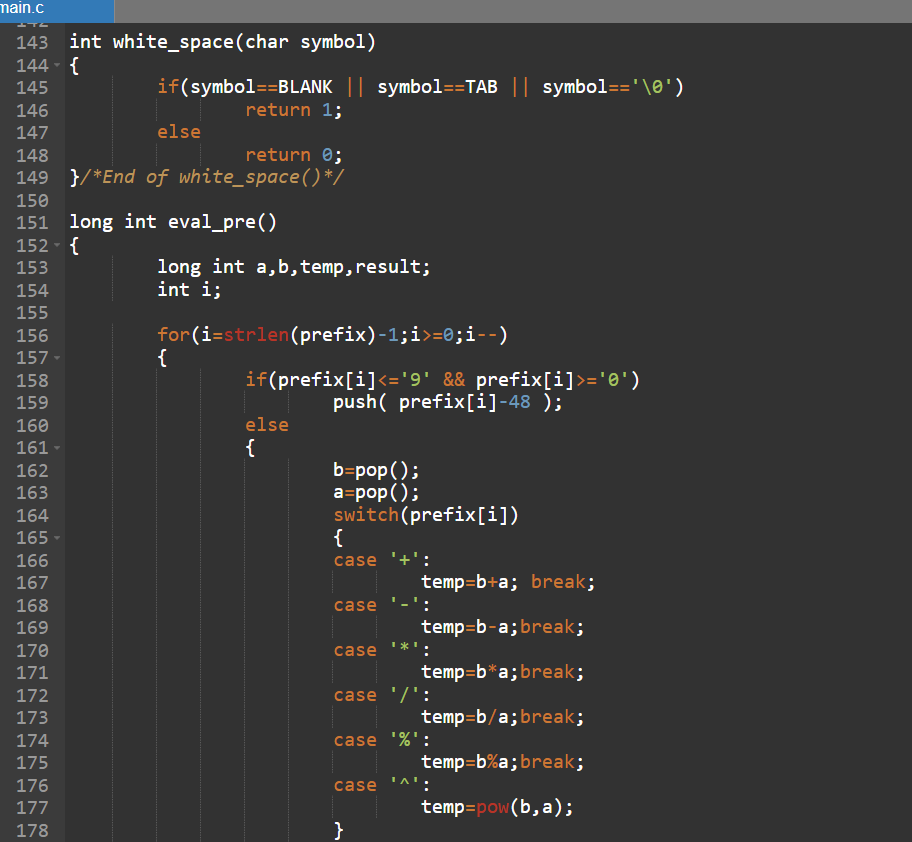 main.c
142
143 int white_space(char symbol)
144 {
145 if(symbol==BLANK || symbol==TAB || symbol=='\0')
146 return 1;
147 else
148 return 0;
149 }/*End of white_space()*/
150
151 long int eval_pre()
152 {
153 long int a,b,temp,result;
154 int i;
155
156 for(i=strlen(prefix)-1;i>=0;i--)
157 {
158 if(prefix[i]<='9' && prefix[i]>='0')
159 push( prefix[i]-48 );
160 else
161 {
162 b=pop();
163 a=pop();
164 switch(prefix[i])
165 {
166 case '+':
167 temp=b+a; break;
168 case '-':
169 temp=b-a;break;
170 case '*':
171 temp=b*a;break;
172 case '/':
173 temp=b/a;break;
174 case '%':
175 temp=b%a;break;
176 case '^':
177 temp=pow(b,a);
178 }